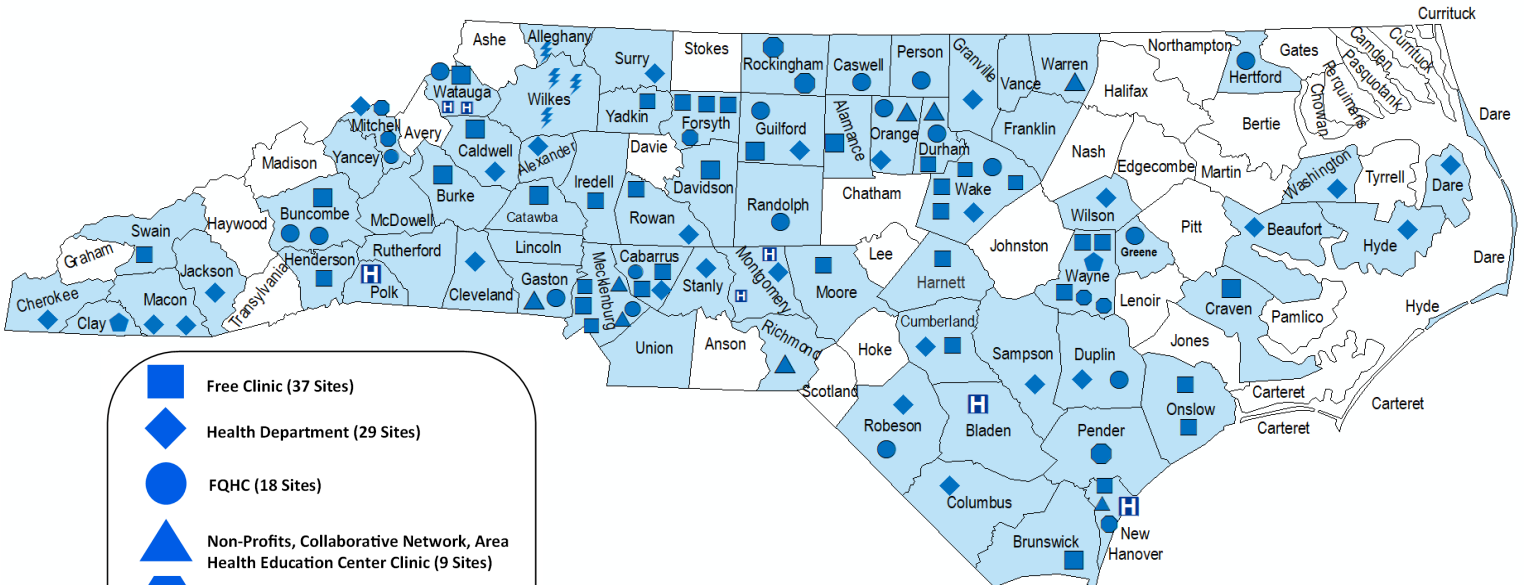 Currituck
Ashe
Alleghany
Surry
Stokes
Rockingham
Caswell
Person
Granville
Vance
Warren
Northampton
Hertford
Gates
Camden
Currituck
Pasquotank
Perquimans
Chowan
Halifax
Bertie
Dare
Watauga
H H
Wilkes
Yadkin
Forsyth
Guilford
Alamance
Orange
Durham
Franklin
Nash
Edgecombe
Martin
Washington
Tyrrell
Dare
Mitchell
Avery
Yancey
Caldwell
Alexander
Davie
Iredell
Davidson
Randolph
Chatham
Wake
Wilson
Pitt
Greene
Beaufort
Hyde
Dare
Madison
Burke
Catawba
Rowan
Buncombe
McDowell
Haywood
Swain
Graham
Jackson
Henderson
Rutherford
Lincoln
Cabarrus
Mecklenburg
H
Montgomery
H
Stanly
Moore
Lee
Harnett
Johnston
Wayne
Lenoir
Craven
Pamlico
Hyde
Cherokee
Clay
Macon
Transylvania
H
Polk
Cleveland
Gaston
Union
Anson
Richmond
Hoke
Scotland
Cumberland
Sampson
Duplin
Jones
Onslow
Carteret
Carteret
Carteret
Robeson
H
Bladen
Pender
Columbus
Brunswick
H
New
Hanover
Free Clinic (37 Sites)
Health Department (29 Sites)
FQHC (18 Sites)
Non-Profits, Collaborative Network, Area
Health Education Center Clinic (9 Sites)